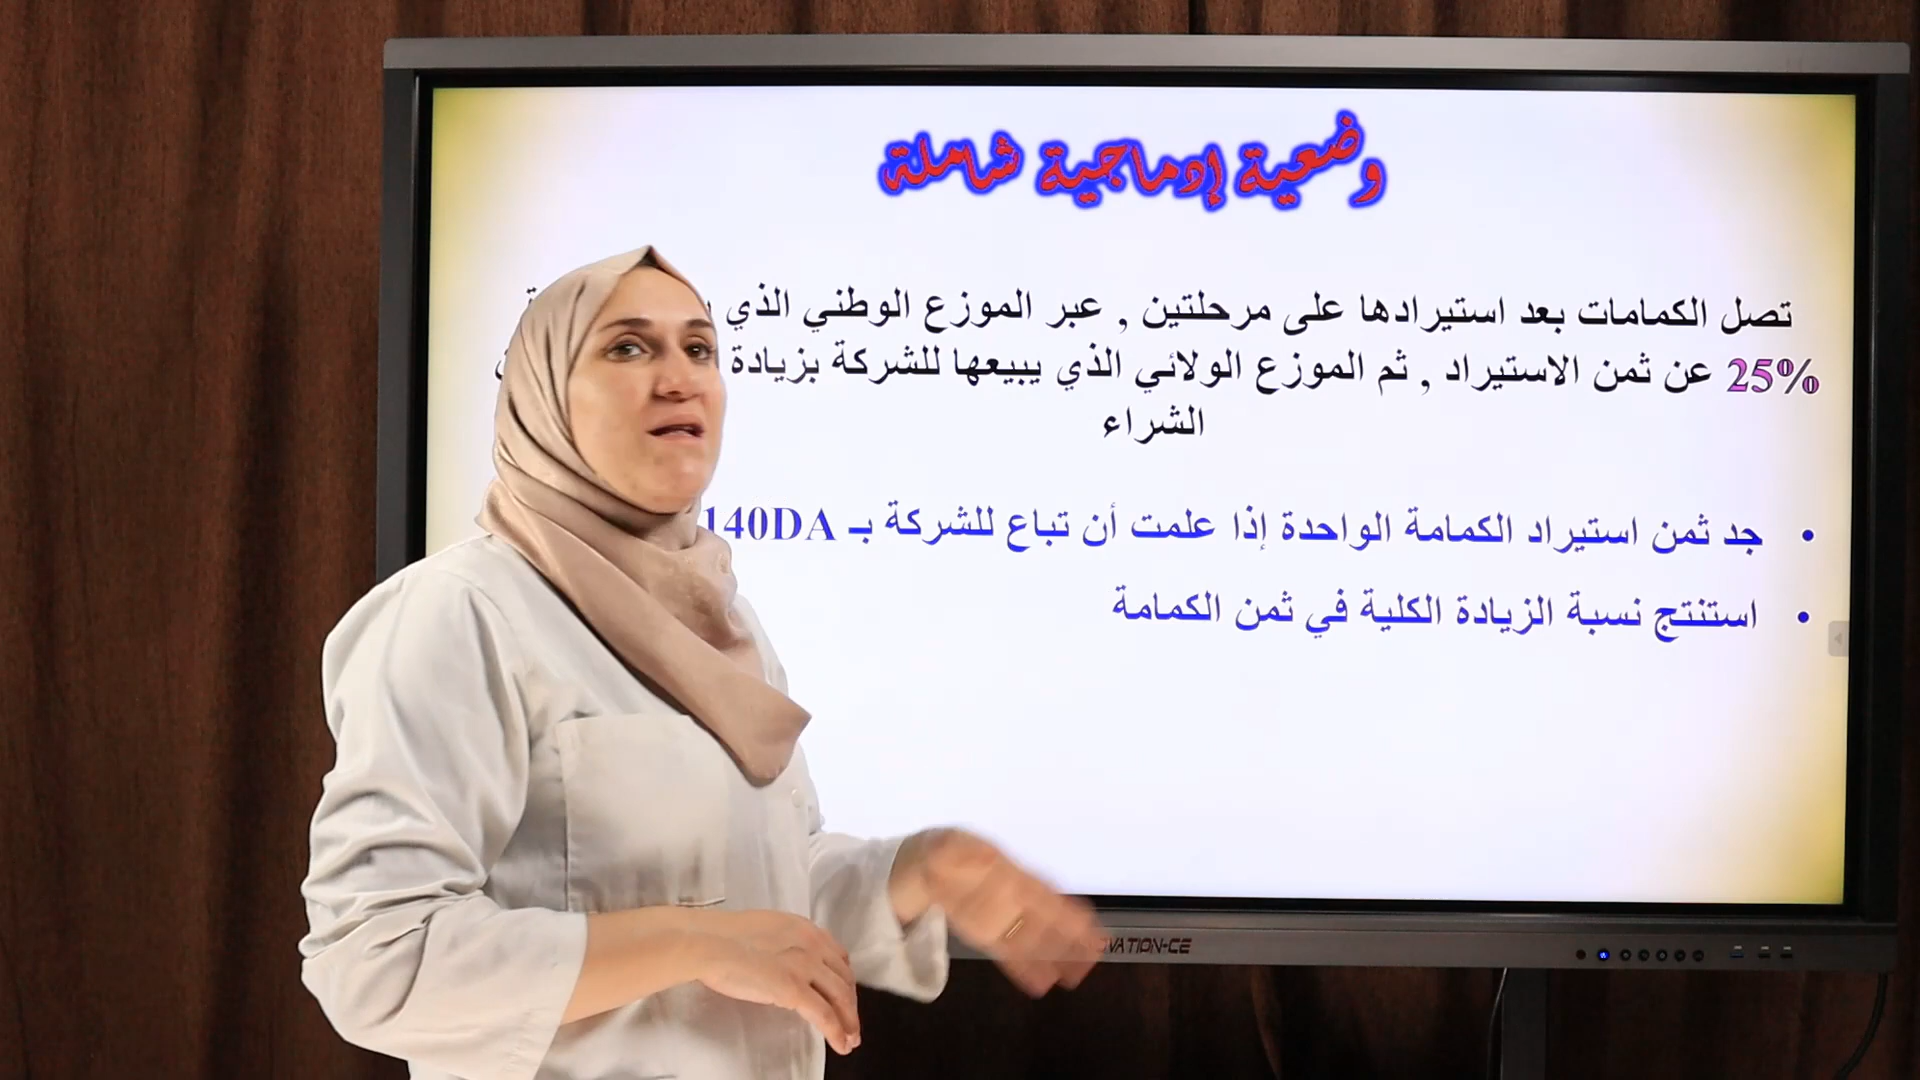 وضعية إدماجية شاملة
تصل الكمامات بعد استيرادها على مرحلتين , عبر الموزع الوطني الذي
25% عن ثمن الاستيراد , ثم الموزع الولائي الذي يبيعها للشركة بزيادة
الشراء
• جد ثمن استيراد الكمامة الواحدة إذا علمت أن تباع للشركة بـ 140DA
• استنتج نسبة الزيادة الكلية في ثمن الكمامة
VATION-CE